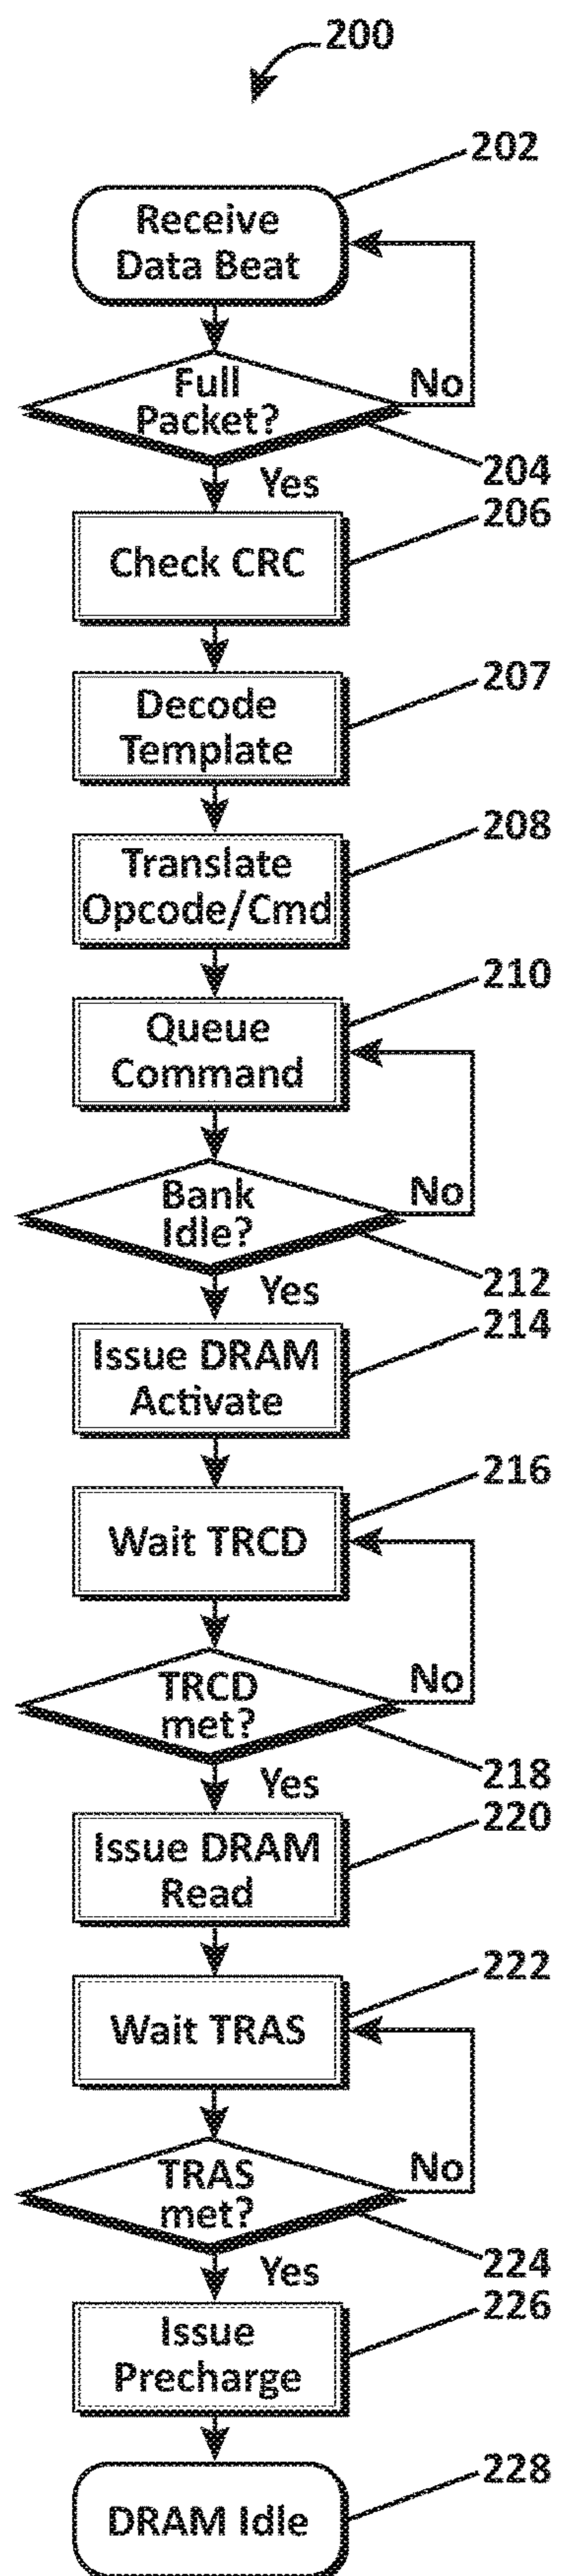 200
202
Receive
Data Beat
Full
Packet?
No
204
Yes
206
Check CRC
207
Decode
Template
208
Translate
Opcode/Cmd
210
Queue
Command
Bank
Idle?
No
212
Yes
214
Issue DRAM
Activate
216
Wait TRCD
TRCD
met?
No
218
Yes
220
Issue DRAM
Read
222
Wait TRAS
TRAS
met?
No
224
Yes
226
Issue
Precharge
228
DRAM Idle